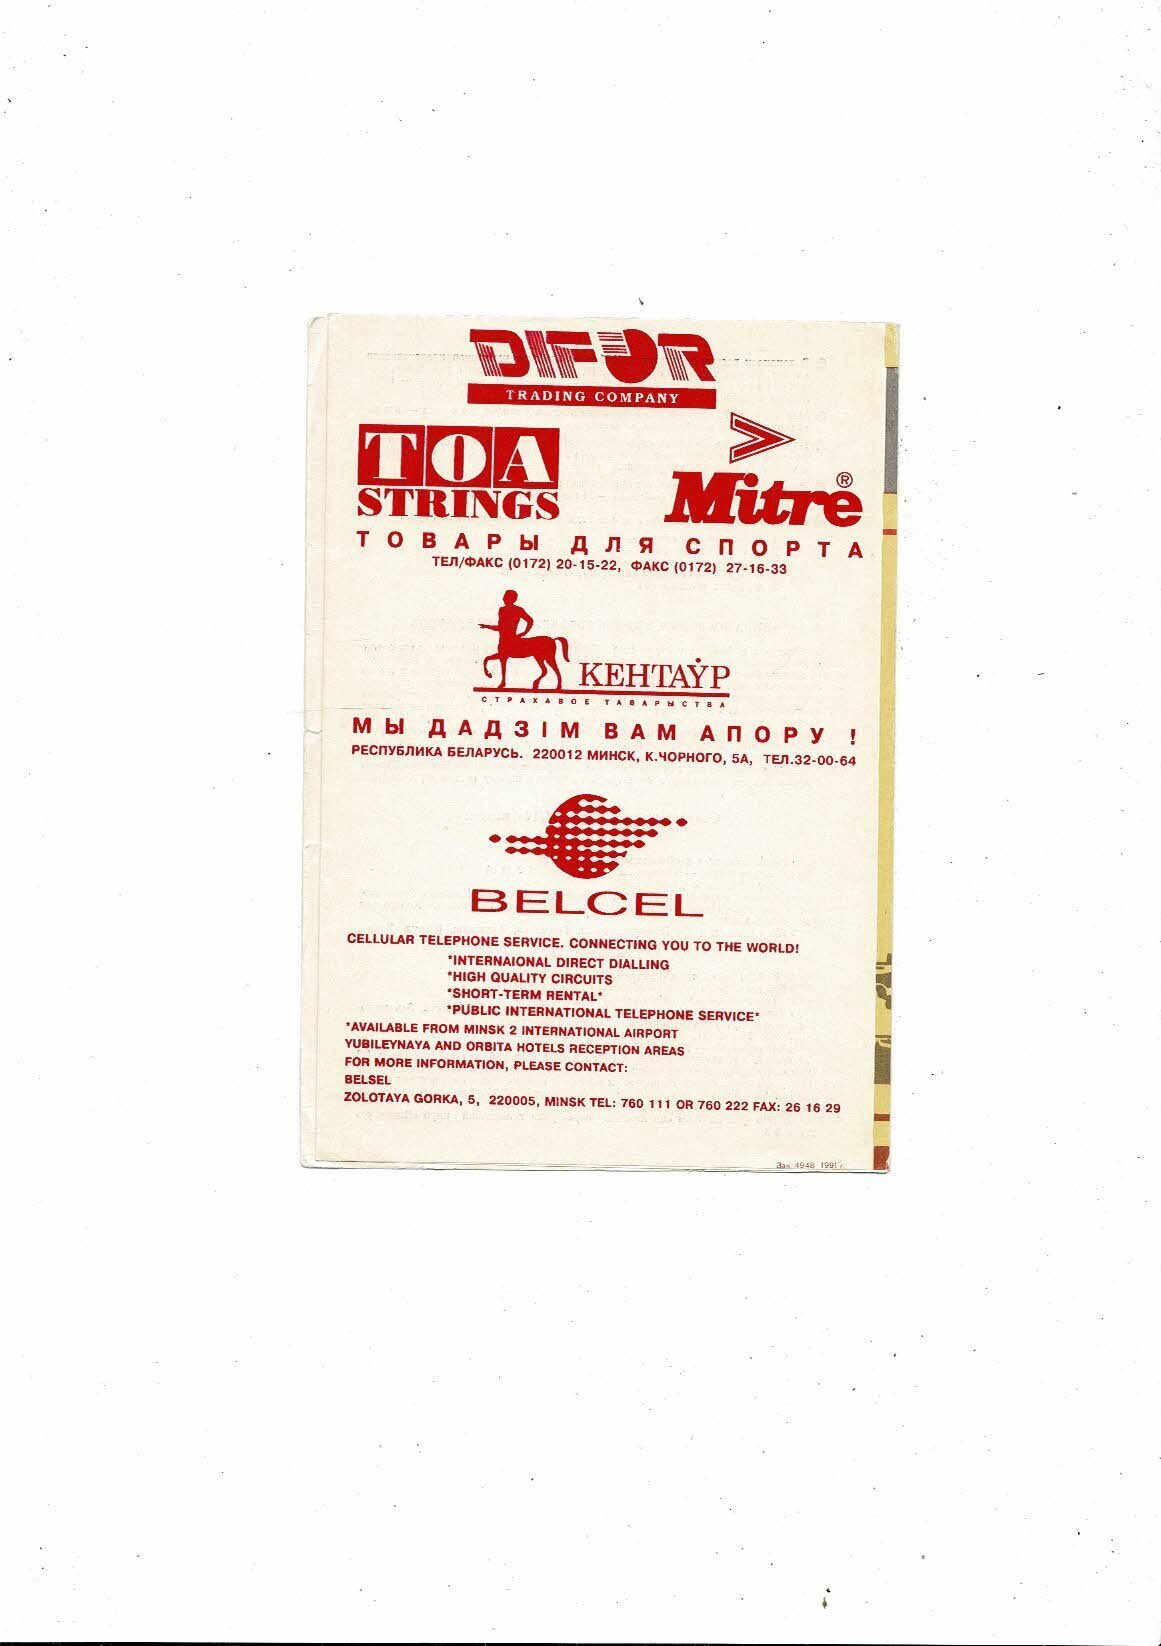 DIFOR
TRADING COMPANY
TOA
STRINGS
Mitre®
ТОВАРЫ ДЛЯ СПОРТА
ТЕЛ/ФАКС (0172) 20-15-22, ФАКС (0172) 27-16-33
КЕНТАЎР
СТРАХАВОЕ ТАВАРЫСТВА
МЫ ДАДЗІМ ВАМ АПОРУ !
РЕСПУБЛИКА БЕЛАРУСЬ. 220012 МИНСК, К.ЧОРНОГО, 5А, ТЕЛ.32-00-64
BELCEL
CELLULAR TELEPHONE SERVICE. CONNECTING YOU TO THE WORLD!
*INTERNAIONAL DIRECT DIALLING
*HIGH QUALITY CIRCUITS
*SHORT-TERM RENTAL*
*PUBLIC INTERNATIONAL TELEPHONE SERVICE*
*AVAILABLE FROM MINSK 2 INTERNATIONAL AIRPORT
YUBILEYNAYA AND ORBITA HOTELS RECEPTION AREAS
FOR MORE INFORMATION, PLEASE CONTACT:
BELSEL
ZOLOTAYA GORKA, 5, 220005, MINSK TEL: 760 111 OR 760 222 FAX: 26 16 29
Зак. 4948 1991 г.